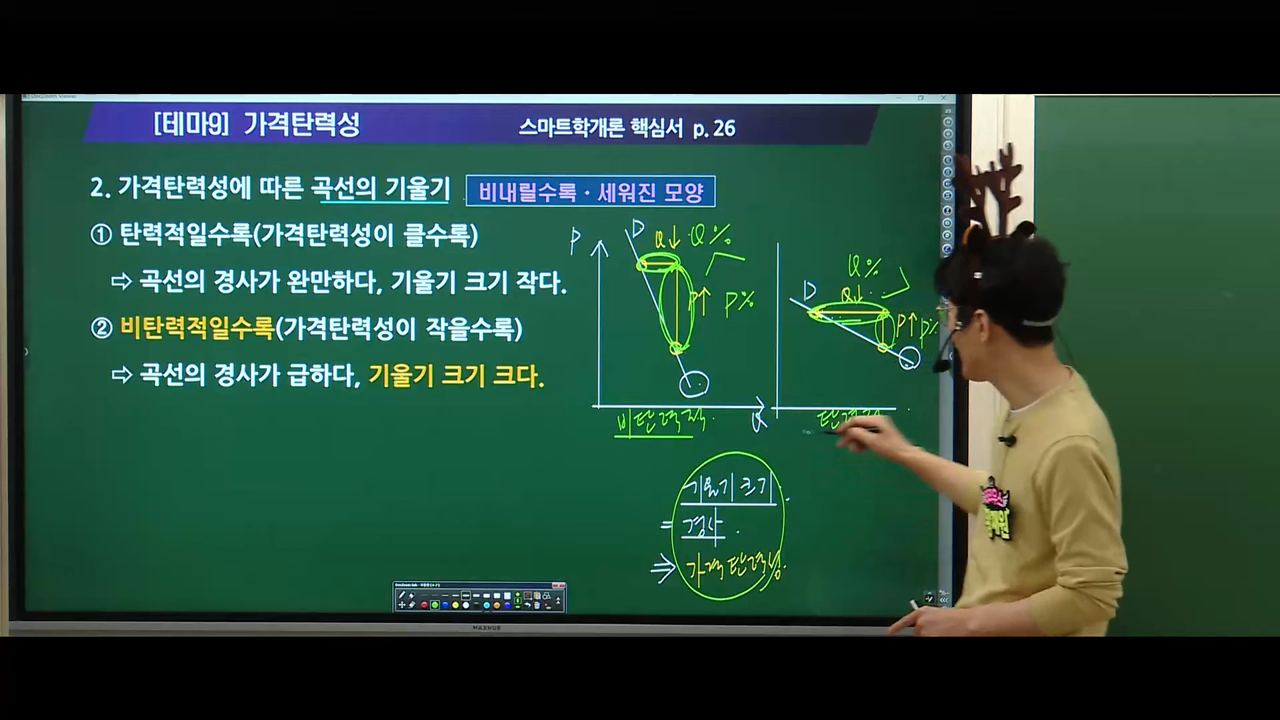 [테마9] 가격탄력성
스마트학개론 핵심서 p. 26
2. 가격탄력성에 따른 곡선의 기울기
비내릴수록·세워진 모양
① 탄력적일수록(가격탄력성이 클수록)
⇨ 곡선의 경사가 완만하다, 기울기 크기 작다.
② 비탄력적일수록(가격탄력성이 작을수록)
⇨ 곡선의 경사가 급하다, 기울기 크기 크다.
P
D
Q↓
Q%
P↑
P%
Q
비탄력적
D
Q%
Q↓
P↑
P%
탄력적
기울기 크기
= 경사
⇒ 가격탄력성
MAXHUB